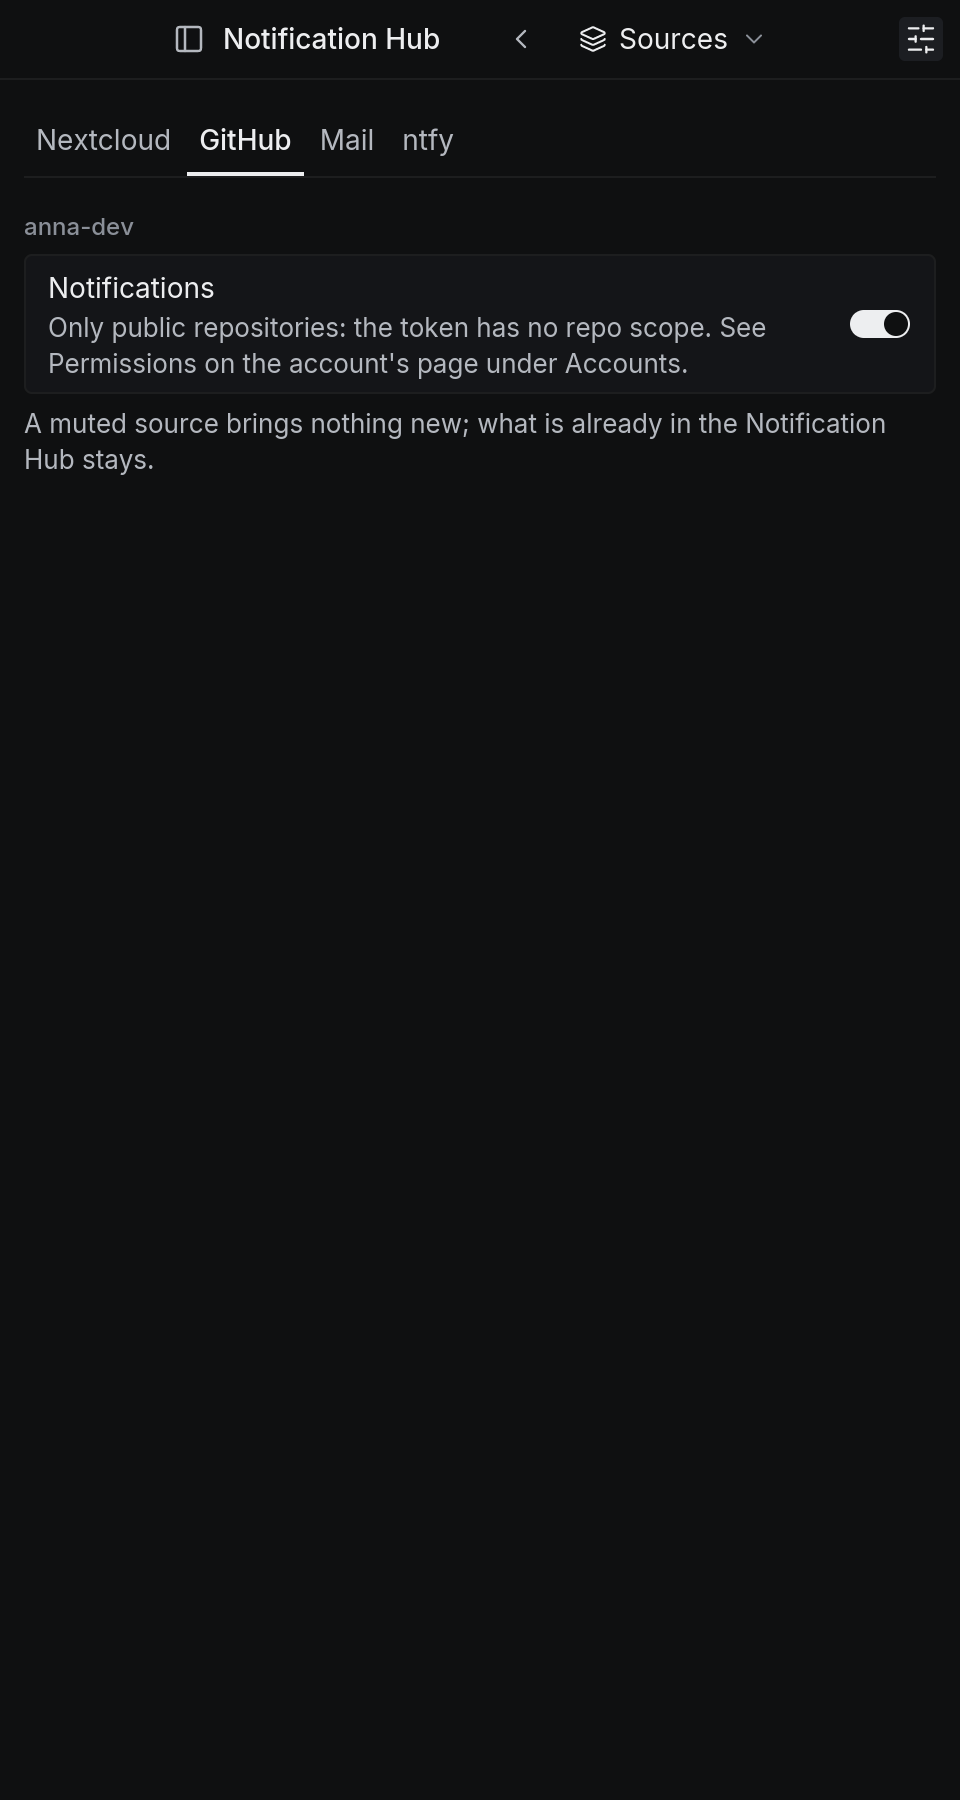 Notification Hub
Sources
Nextcloud GitHub Mail ntfy
anna-dev
Notifications
Only public repositories: the token has no repo scope. See
Permissions on the account's page under Accounts.
A muted source brings nothing new; what is already in the Notification
Hub stays.